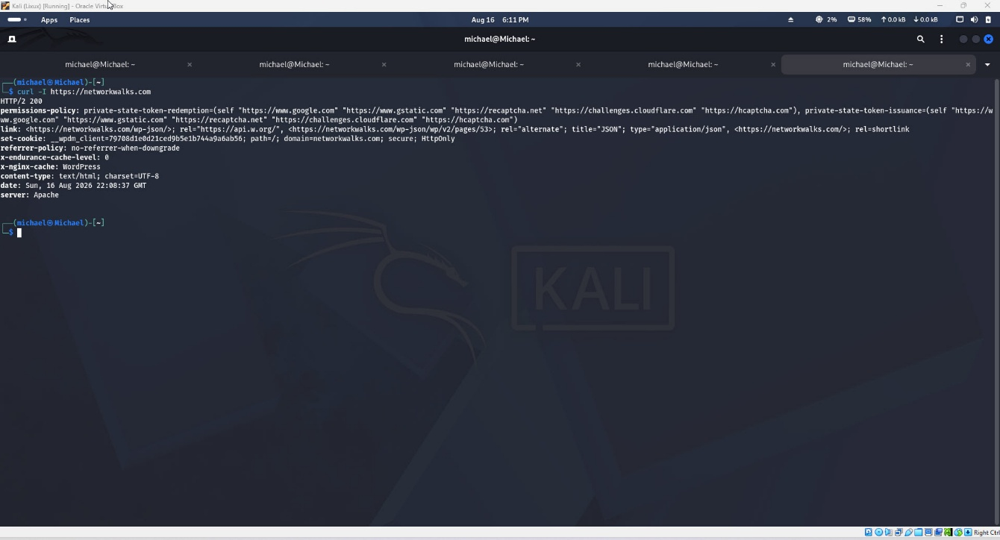 Kali (Lixux) [Running] - Oracle VirtualBox
Apps Places Aug 16 6:11 PM 2% 58% ↑0.0 kB ↓0.0 kB
michael@Michael: ~
michael@Michael: ~ × michael@Michael: ~ × michael@Michael: ~ × michael@Michael: ~ × michael@Michael: ~ ×
┌──(michael㉿Michael)-[~]
└─$ curl -I https://networkwalks.com
HTTP/2 200
permissions-policy: private-state-token-redemption=(self "https://www.google.com" "https://www.gstatic.com" "https://recaptcha.net" "https://challenges.cloudflare.com" "https://hcaptcha.com"), private-state-token-issuance=(self "https://w
ww.google.com" "https://www.gstatic.com" "https://recaptcha.net" "https://challenges.cloudflare.com" "https://hcaptcha.com")
link: <https://networkwalks.com/wp-json/>; rel="https://api.w.org/", <https://networkwalks.com/wp-json/wp/v2/pages/53>; rel="alternate"; title="JSON"; type="application/json", <https://networkwalks.com/>; rel=shortlink
set-cookie: __wpdm_client=79708d1e0d21ced9b5e1b744a9a6ab56; path=/; domain=networkwalks.com; secure; HttpOnly
referrer-policy: no-referrer-when-downgrade
x-endurance-cache-level: 0
x-nginx-cache: WordPress
content-type: text/html; charset=UTF-8
date: Sun, 16 Aug 2026 22:08:37 GMT
server: Apache
┌──(michael㉿Michael)-[~]
└─$
KALI
Right Ctrl